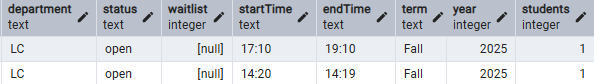 department status waitlist startTime endTime term year students
text text integer text text text integer integer
LC open [null] 17:10 19:10 Fall 2025 1
LC open [null] 14:20 14:19 Fall 2025 1